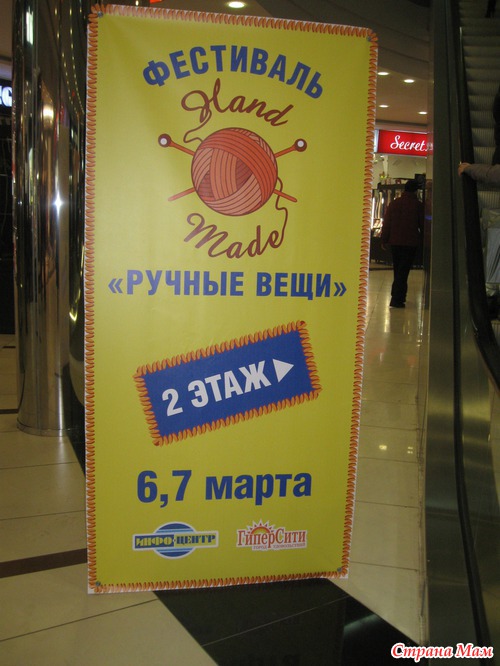 ФЕСТИВАЛЬ
Hand
Made
«РУЧНЫЕ ВЕЩИ»
2 ЭТАЖ
6,7 марта
ИНФО-ЦЕНТР
ГиперСити
Secret
Страна Мам